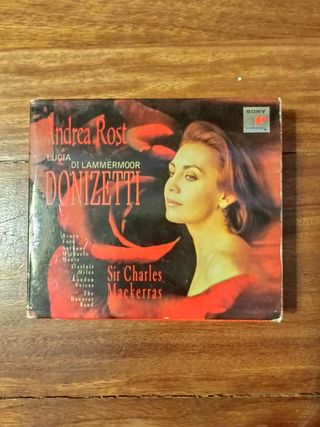 Andrea Rost
LUCIA
DI LAMMERMOOR
DONIZETTI
Bruce
Ford
Anthony
Michaels-
Moore
Alastair
Miles
London
Voices
The
Hanover
Band
Sir Charles
Mackerras
SONY
CLASSICAL